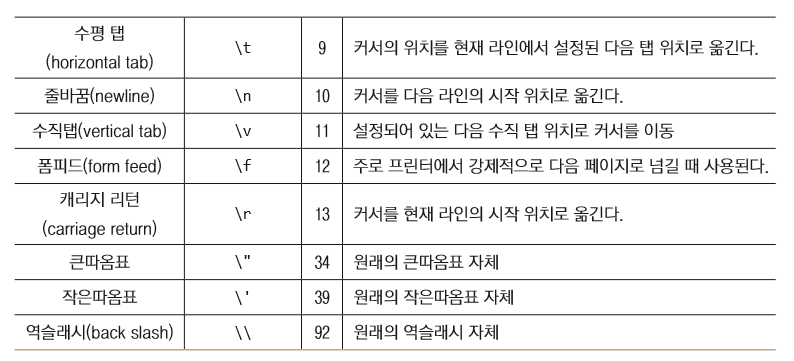 수평 탭
(horizontal tab) \t 9 커서의 위치를 현재 라인에서 설정된 다음 탭 위치로 옮긴다.
줄바꿈(newline) \n 10 커서를 다음 라인의 시작 위치로 옮긴다.
수직탭(vertical tab) \v 11 설정되어 있는 다음 수직 탭 위치로 커서를 이동
폼피드(form feed) \f 12 주로 프린터에서 강제적으로 다음 페이지로 넘길 때 사용된다.
캐리지 리턴
(carriage return) \r 13 커서를 현재 라인의 시작 위치로 옮긴다.
큰따옴표 \" 34 원래의 큰따옴표 자체
작은따옴표 \' 39 원래의 작은따옴표 자체
역슬래시(back slash) \\ 92 원래의 역슬래시 자체